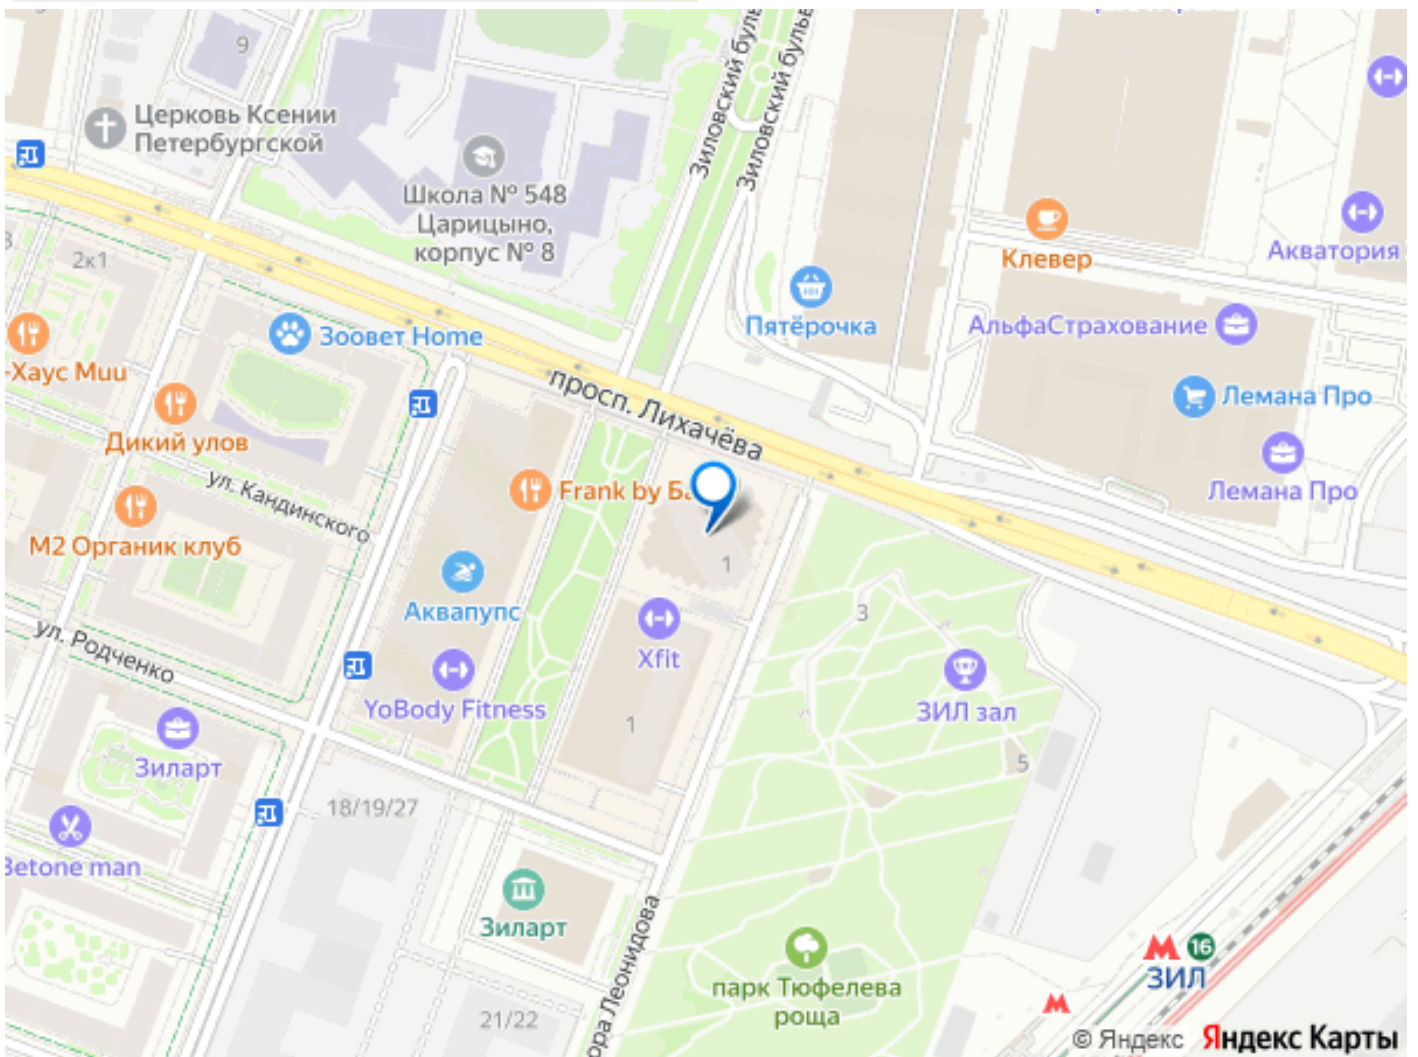 9
Церковь Ксении
Петербургской
Школа № 548
Царицыно,
корпус № 8
Зиловский буль
Зиловский бульв
Клевер
Акватория
Пятёрочка
АльфаСтрахование
Лемана Про
Лемана Про
2к1
3
Зоовет Home
-Хаус Muu
Дикий улов
просп. Лихачёва
ул. Кандинского
Frank by Ба
М2 Органик клуб
Аквапупс
1
3
Xfit
ул. Родченко
YoBody Fitness
ЗИЛ зал
1
5
Зиларт
18/19/27
Betone man
Зиларт
ора Леонидова
парк Тюфелева
роща
16
ЗИЛ
21/22
© Яндекс Яндекс Карты